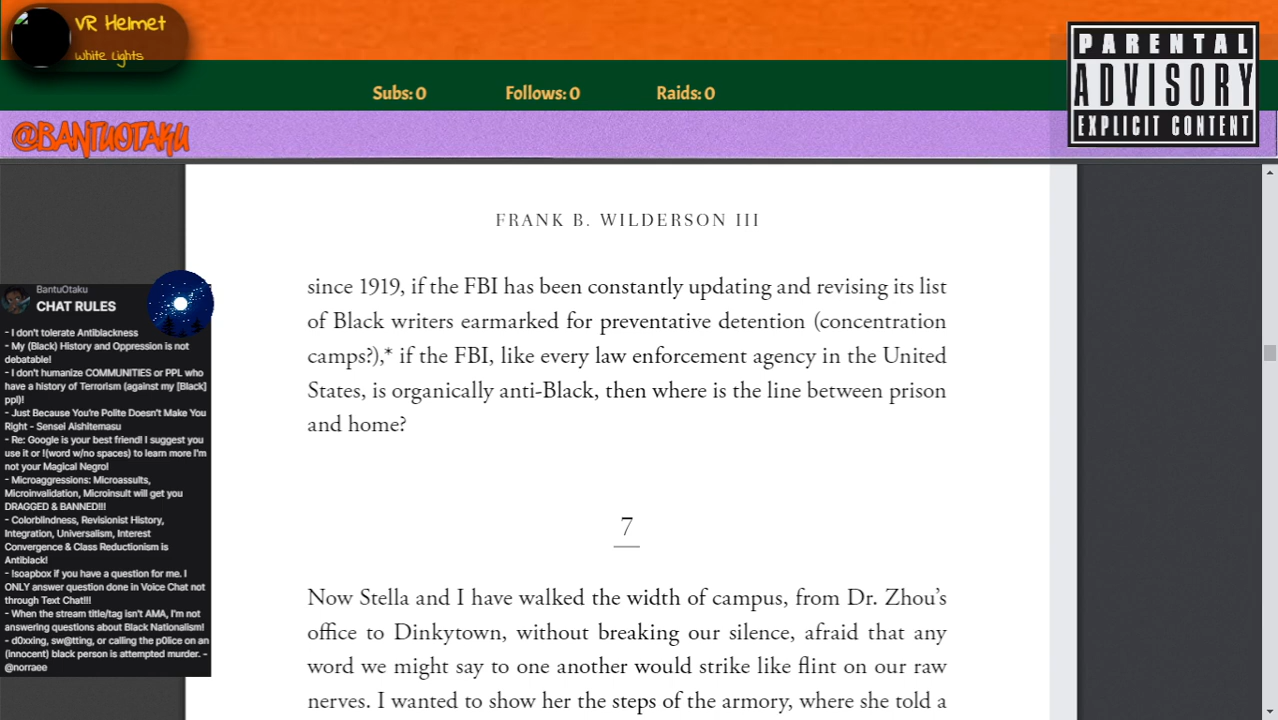 VR Helmet
White Lights
PARENTAL
ADVISORY
EXPLICIT CONTENT
Subs: 0
Follows: 0
Raids: 0
@BANTUOTAKU
FRANK B. WILDERSON III
since 1919, if the FBI has been constantly updating and revising its list
of Black writers earmarked for preventative detention (concentration
camps?),* if the FBI, like every law enforcement agency in the United
States, is organically anti-Black, then where is the line between prison
and home?
7
Now Stella and I have walked the width of campus, from Dr. Zhou's
office to Dinkytown, without breaking our silence, afraid that any
word we might say to one another would strike like flint on our raw
nerves. I wanted to show her the steps of the armory, where she told a
BantuOtaku
CHAT RULES
- I don't tolerate Antiblackness
- My (Black) History and Oppression is not
debatable!
- I don't humanize COMMUNITIES or PPL who
have a history of Terrorism (against my [Black]
ppl)!
- Just Because You're Polite Doesn't Make You
Right - Sensei Aishitemasu
- Re: Google is your best friend! I suggest you
use it or !(word w/no spaces) to learn more I'm
not your Magical Negro!
- Microaggressions: Microassults,
Microinvalidation, Microinsult will get you
DRAGGED & BANNED!!!
- Colorblindness, Revisionist History,
Integration, Universalism, Interest
Convergence & Class Reductionism is
Antiblack!
- !soapbox if you have a question for me. I
ONLY answer question done in Voice Chat not
through Text Chat!!!
- When the stream title/tag isn't AMA, I'm not
answering questions about Black Nationalism!
- d0xxing, sw@tting, or calling the p0lice on an
(innocent) black person is attempted murder. -
@norraee